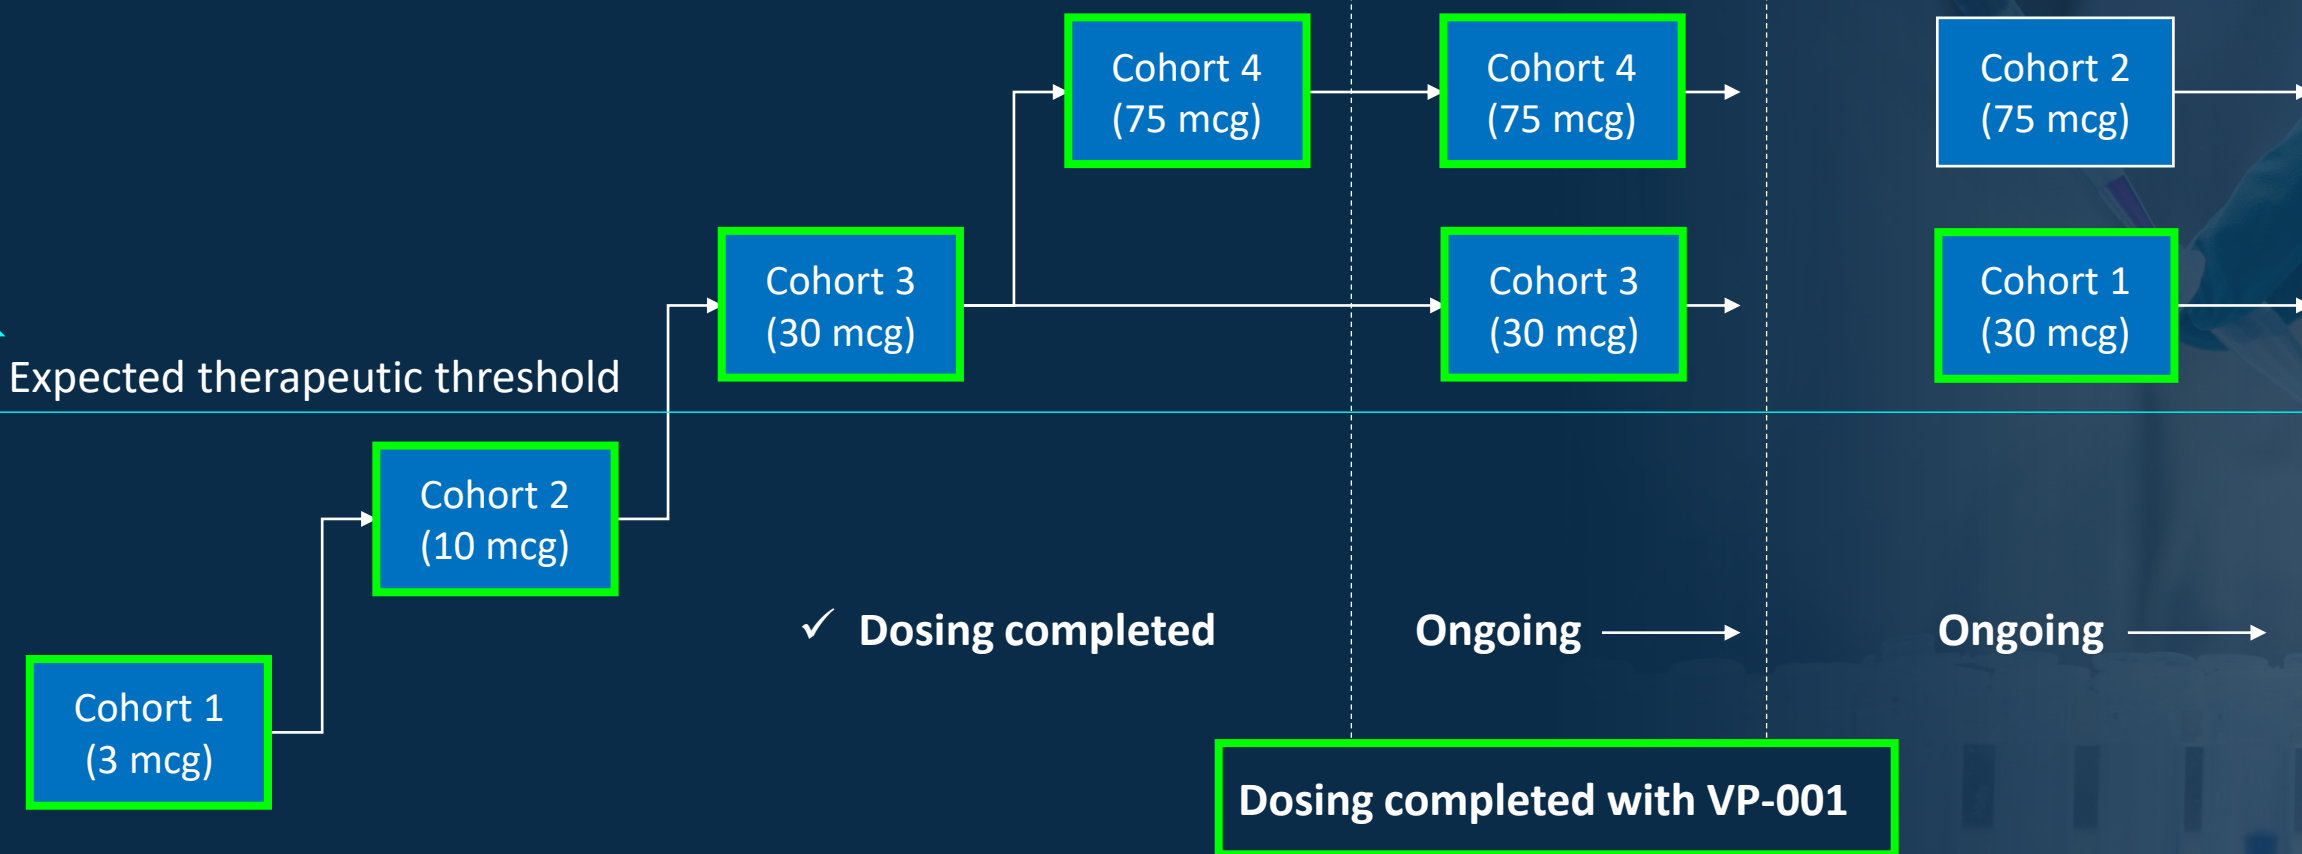 Cohort 4
(75 mcg)
Cohort 4
(75 mcg)
Cohort 2
(75 mcg)
Cohort 3
(30 mcg)
Cohort 3
(30 mcg)
Cohort 1
(30 mcg)
Expected therapeutic threshold
Cohort 2
(10 mcg)
✓ Dosing completed
Ongoing
Ongoing
Cohort 1
(3 mcg)
Dosing completed with VP-001